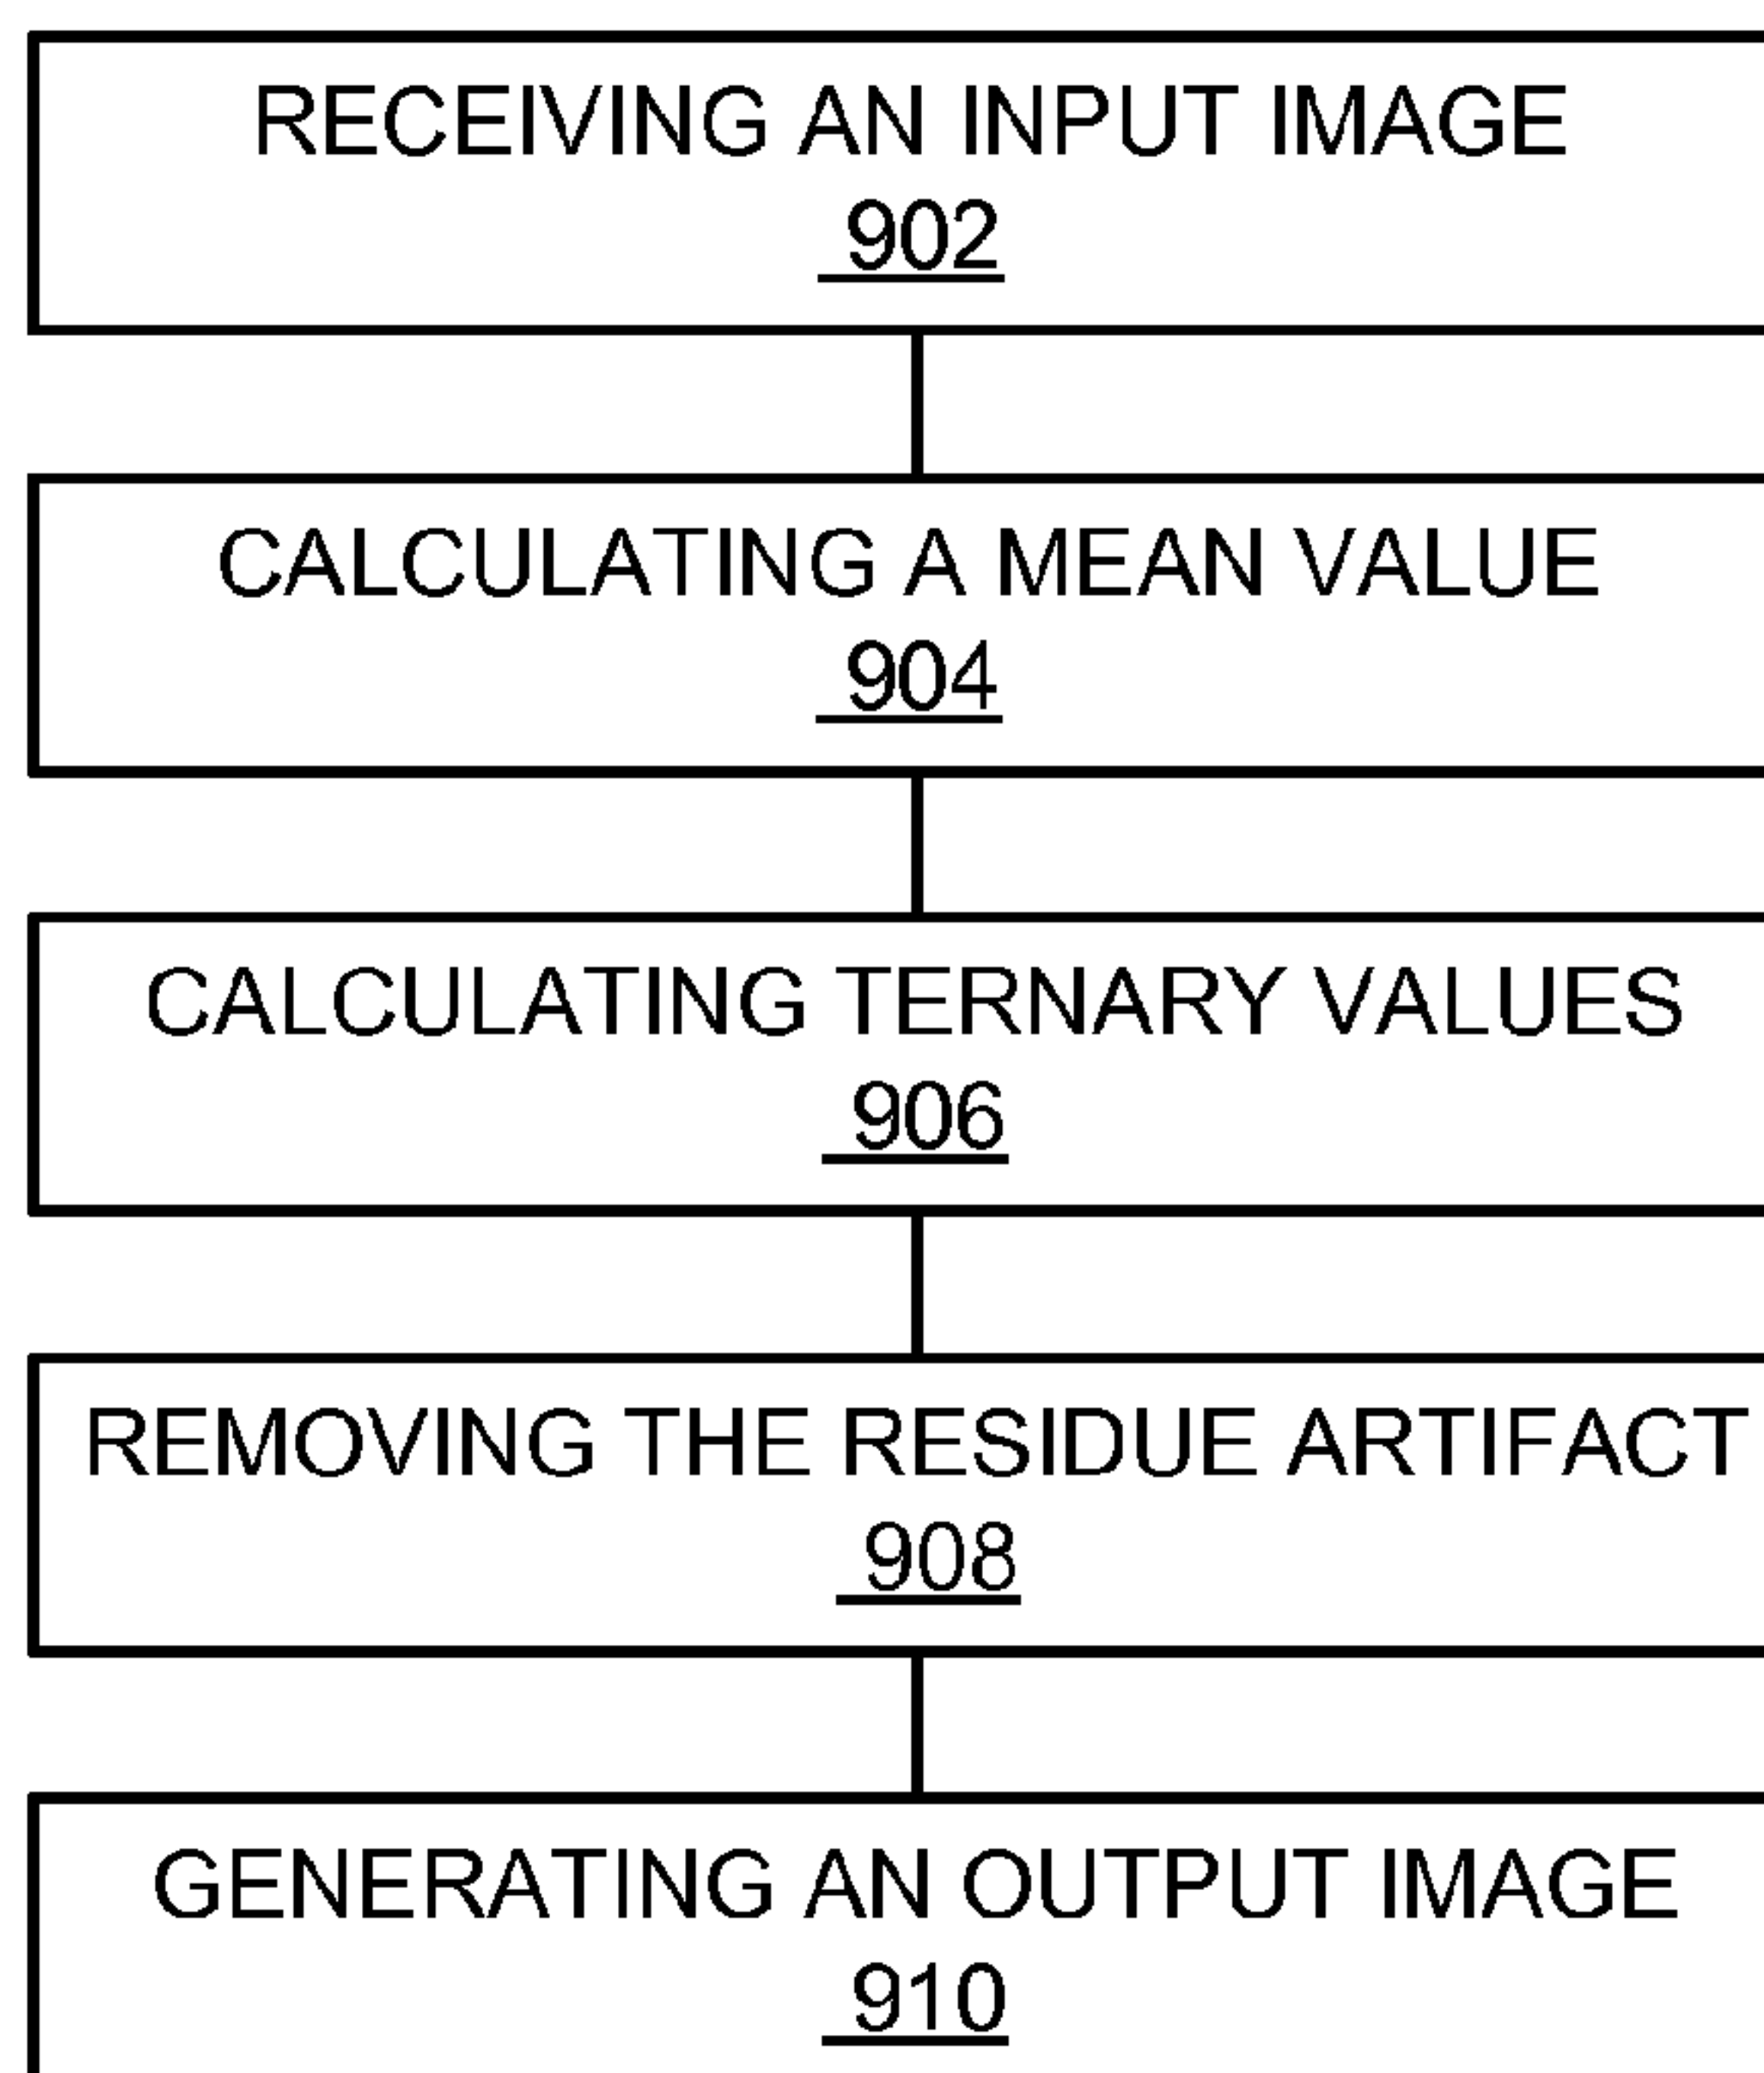 RECEIVING AN INPUT IMAGE
902
CALCULATING A MEAN VALUE
904
CALCULATING TERNARY VALUES
906
REMOVING THE RESIDUE ARTIFACT
908
GENERATING AN OUTPUT IMAGE
910